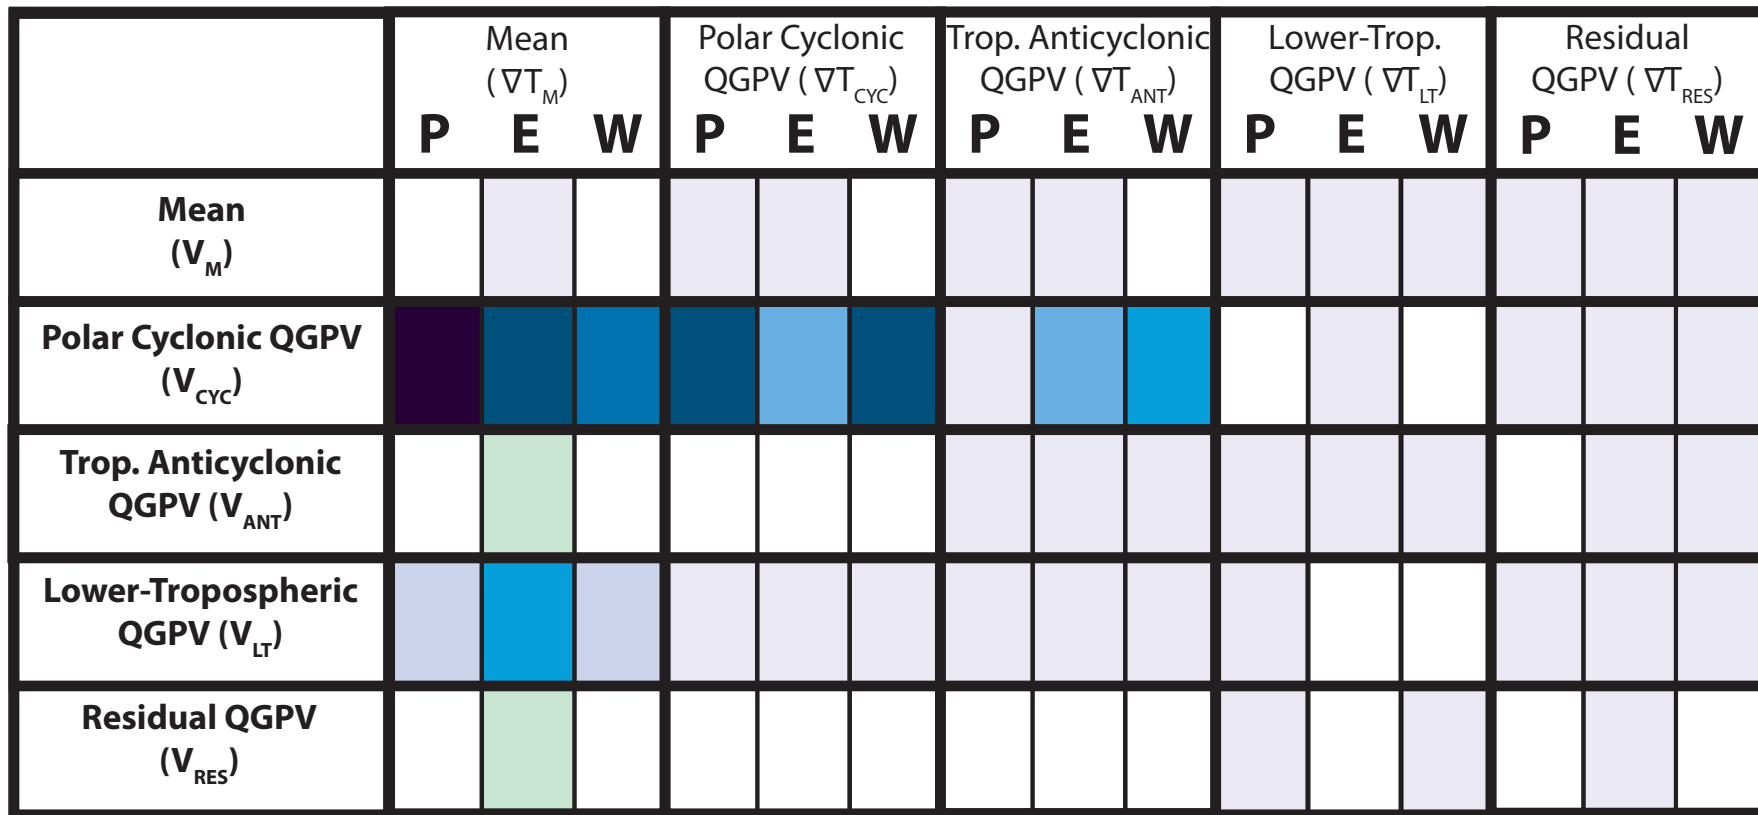 Mean
(∇T_M)
P E W
Polar Cyclonic
QGPV (∇T_CYC)
P E W
Trop. Anticyclonic
QGPV (∇T_ANT)
P E W
Lower-Trop.
QGPV (∇T_LT)
P E W
Residual
QGPV (∇T_RES)
P E W
Mean
(V_M)
Polar Cyclonic QGPV
(V_CYC)
Trop. Anticyclonic
QGPV (V_ANT)
Lower-Tropospheric
QGPV (V_LT)
Residual QGPV
(V_RES)